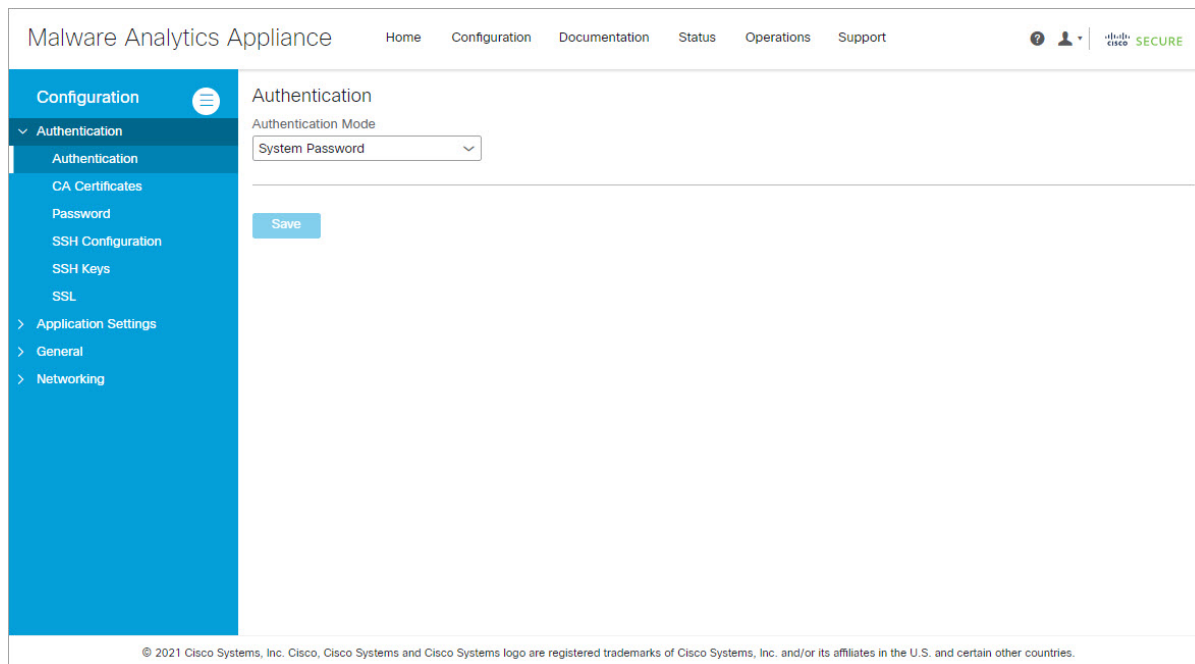 Malware Analytics Appliance Home Configuration Documentation Status Operations Support ? cisco SECURE
Configuration
Authentication
Authentication
CA Certificates
Password
SSH Configuration
SSH Keys
SSL
Application Settings
General
Networking
Authentication
Authentication Mode
System Password
Save
© 2021 Cisco Systems, Inc. Cisco, Cisco Systems and Cisco Systems logo are registered trademarks of Cisco Systems, Inc. and/or its affiliates in the U.S. and certain other countries.